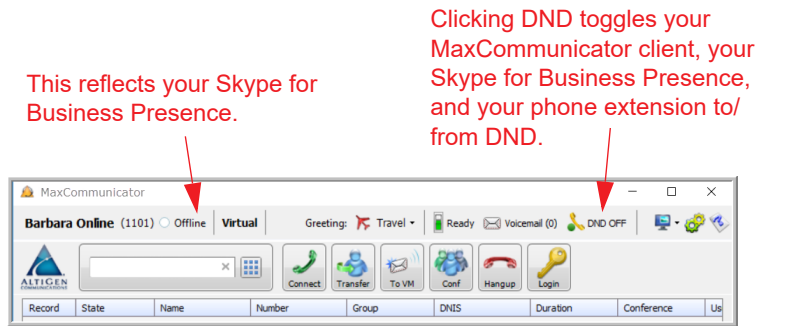 Clicking DND toggles your
MaxCommunicator client, your
Skype for Business Presence,
and your phone extension to/
from DND.
This reflects your Skype for
Business Presence.
MaxCommunicator
Barbara Online (1101) Offline Virtual Greeting: Travel Ready Voicemail (0) DND OFF
ALTIGEN
COMMUNICATIONS
Connect Transfer To VM Conf Hangup Login
Record State Name Number Group DNIS Duration Conference Us